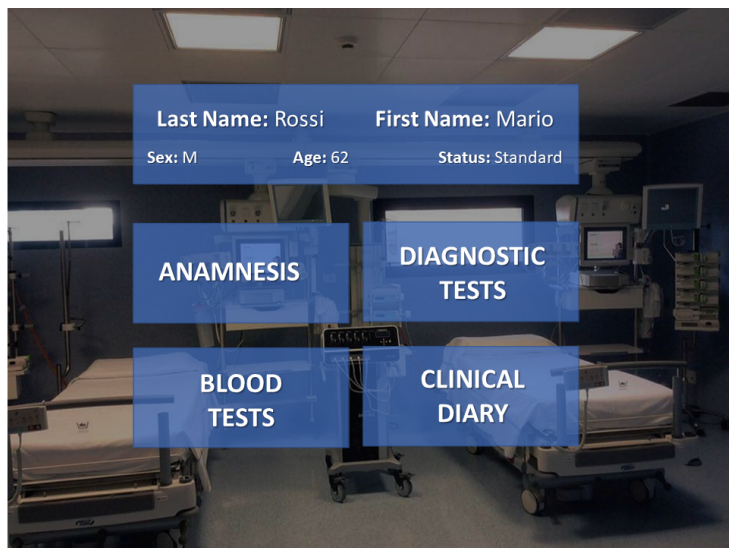 Last Name: Rossi First Name: Mario
Sex: M Age: 62 Status: Standard
ANAMNESIS
DIAGNOSTIC
TESTS
BLOOD
TESTS
CLINICAL
DIARY